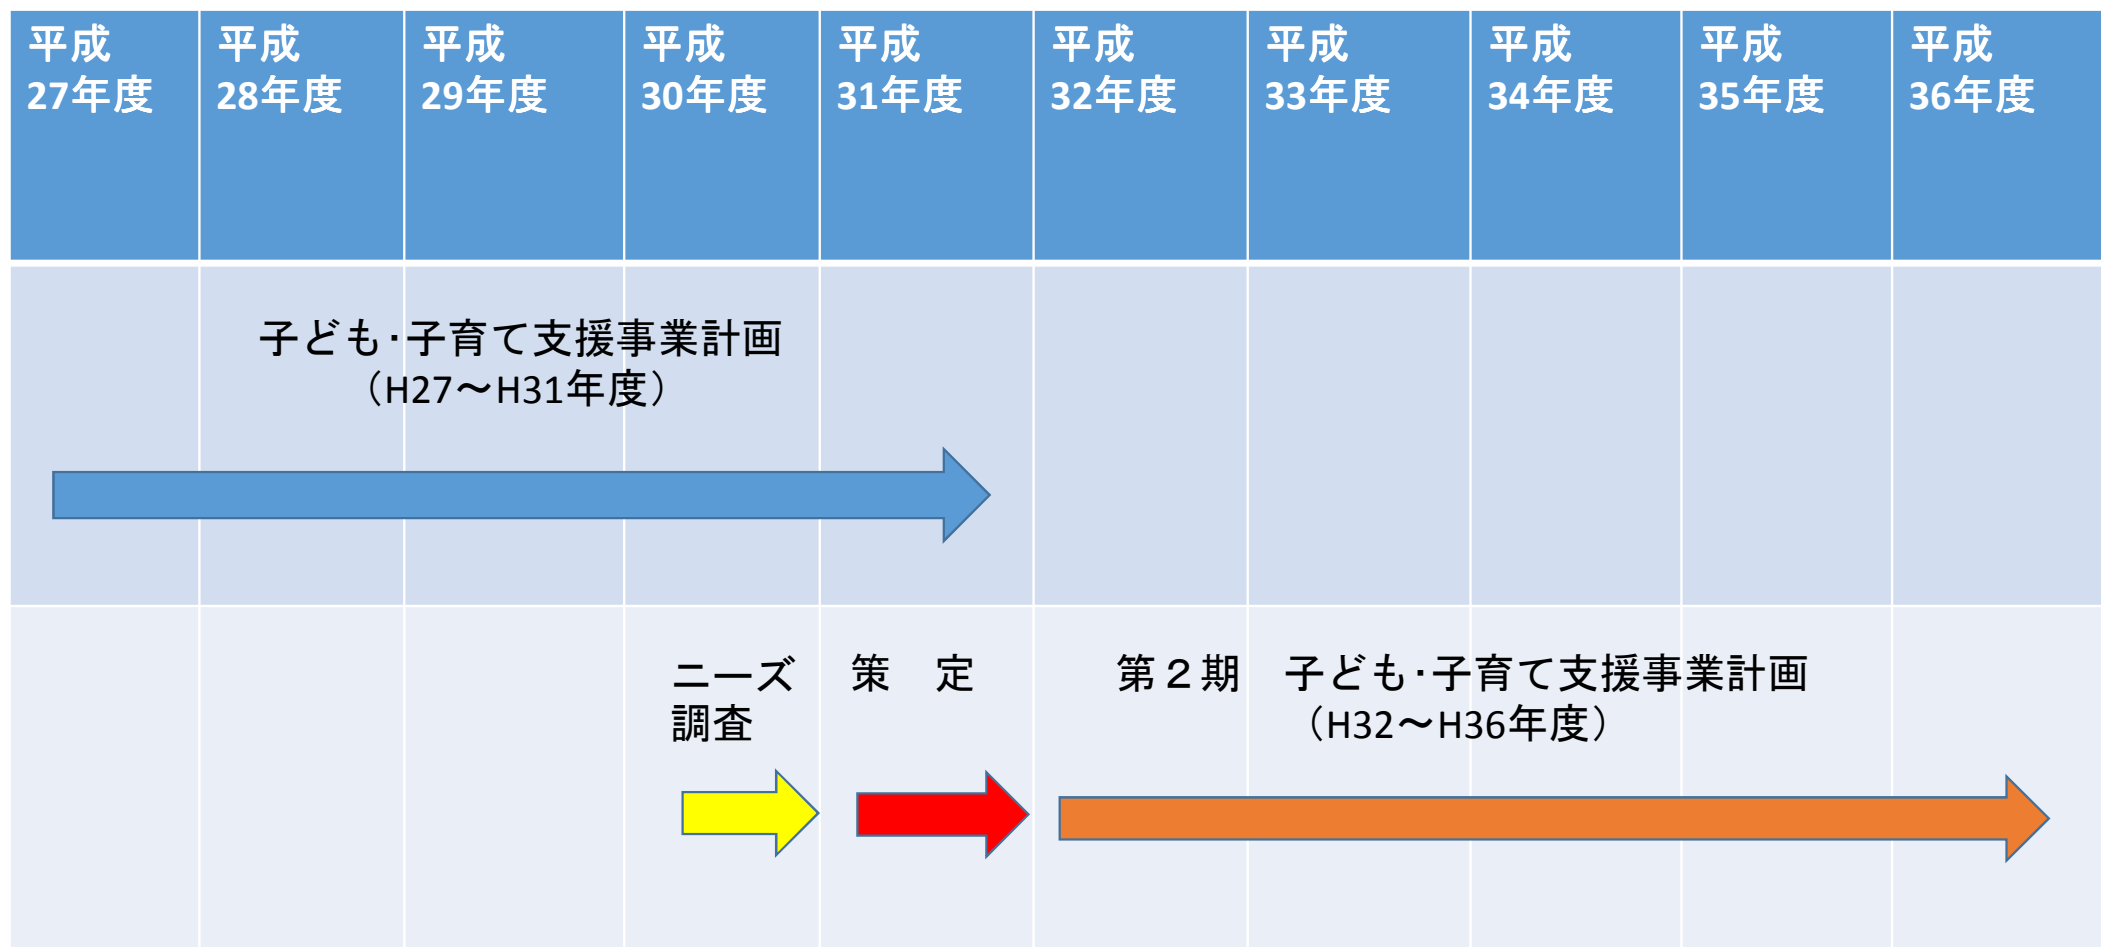 平成
27年度
平成
28年度
平成
29年度
平成
30年度
平成
31年度
平成
32年度
平成
33年度
平成
34年度
平成
35年度
平成
36年度
子ども･子育て支援事業計画
（H27～H31年度）
ニーズ
調査
策　定
第２期　子ども･子育て支援事業計画
（H32～H36年度）